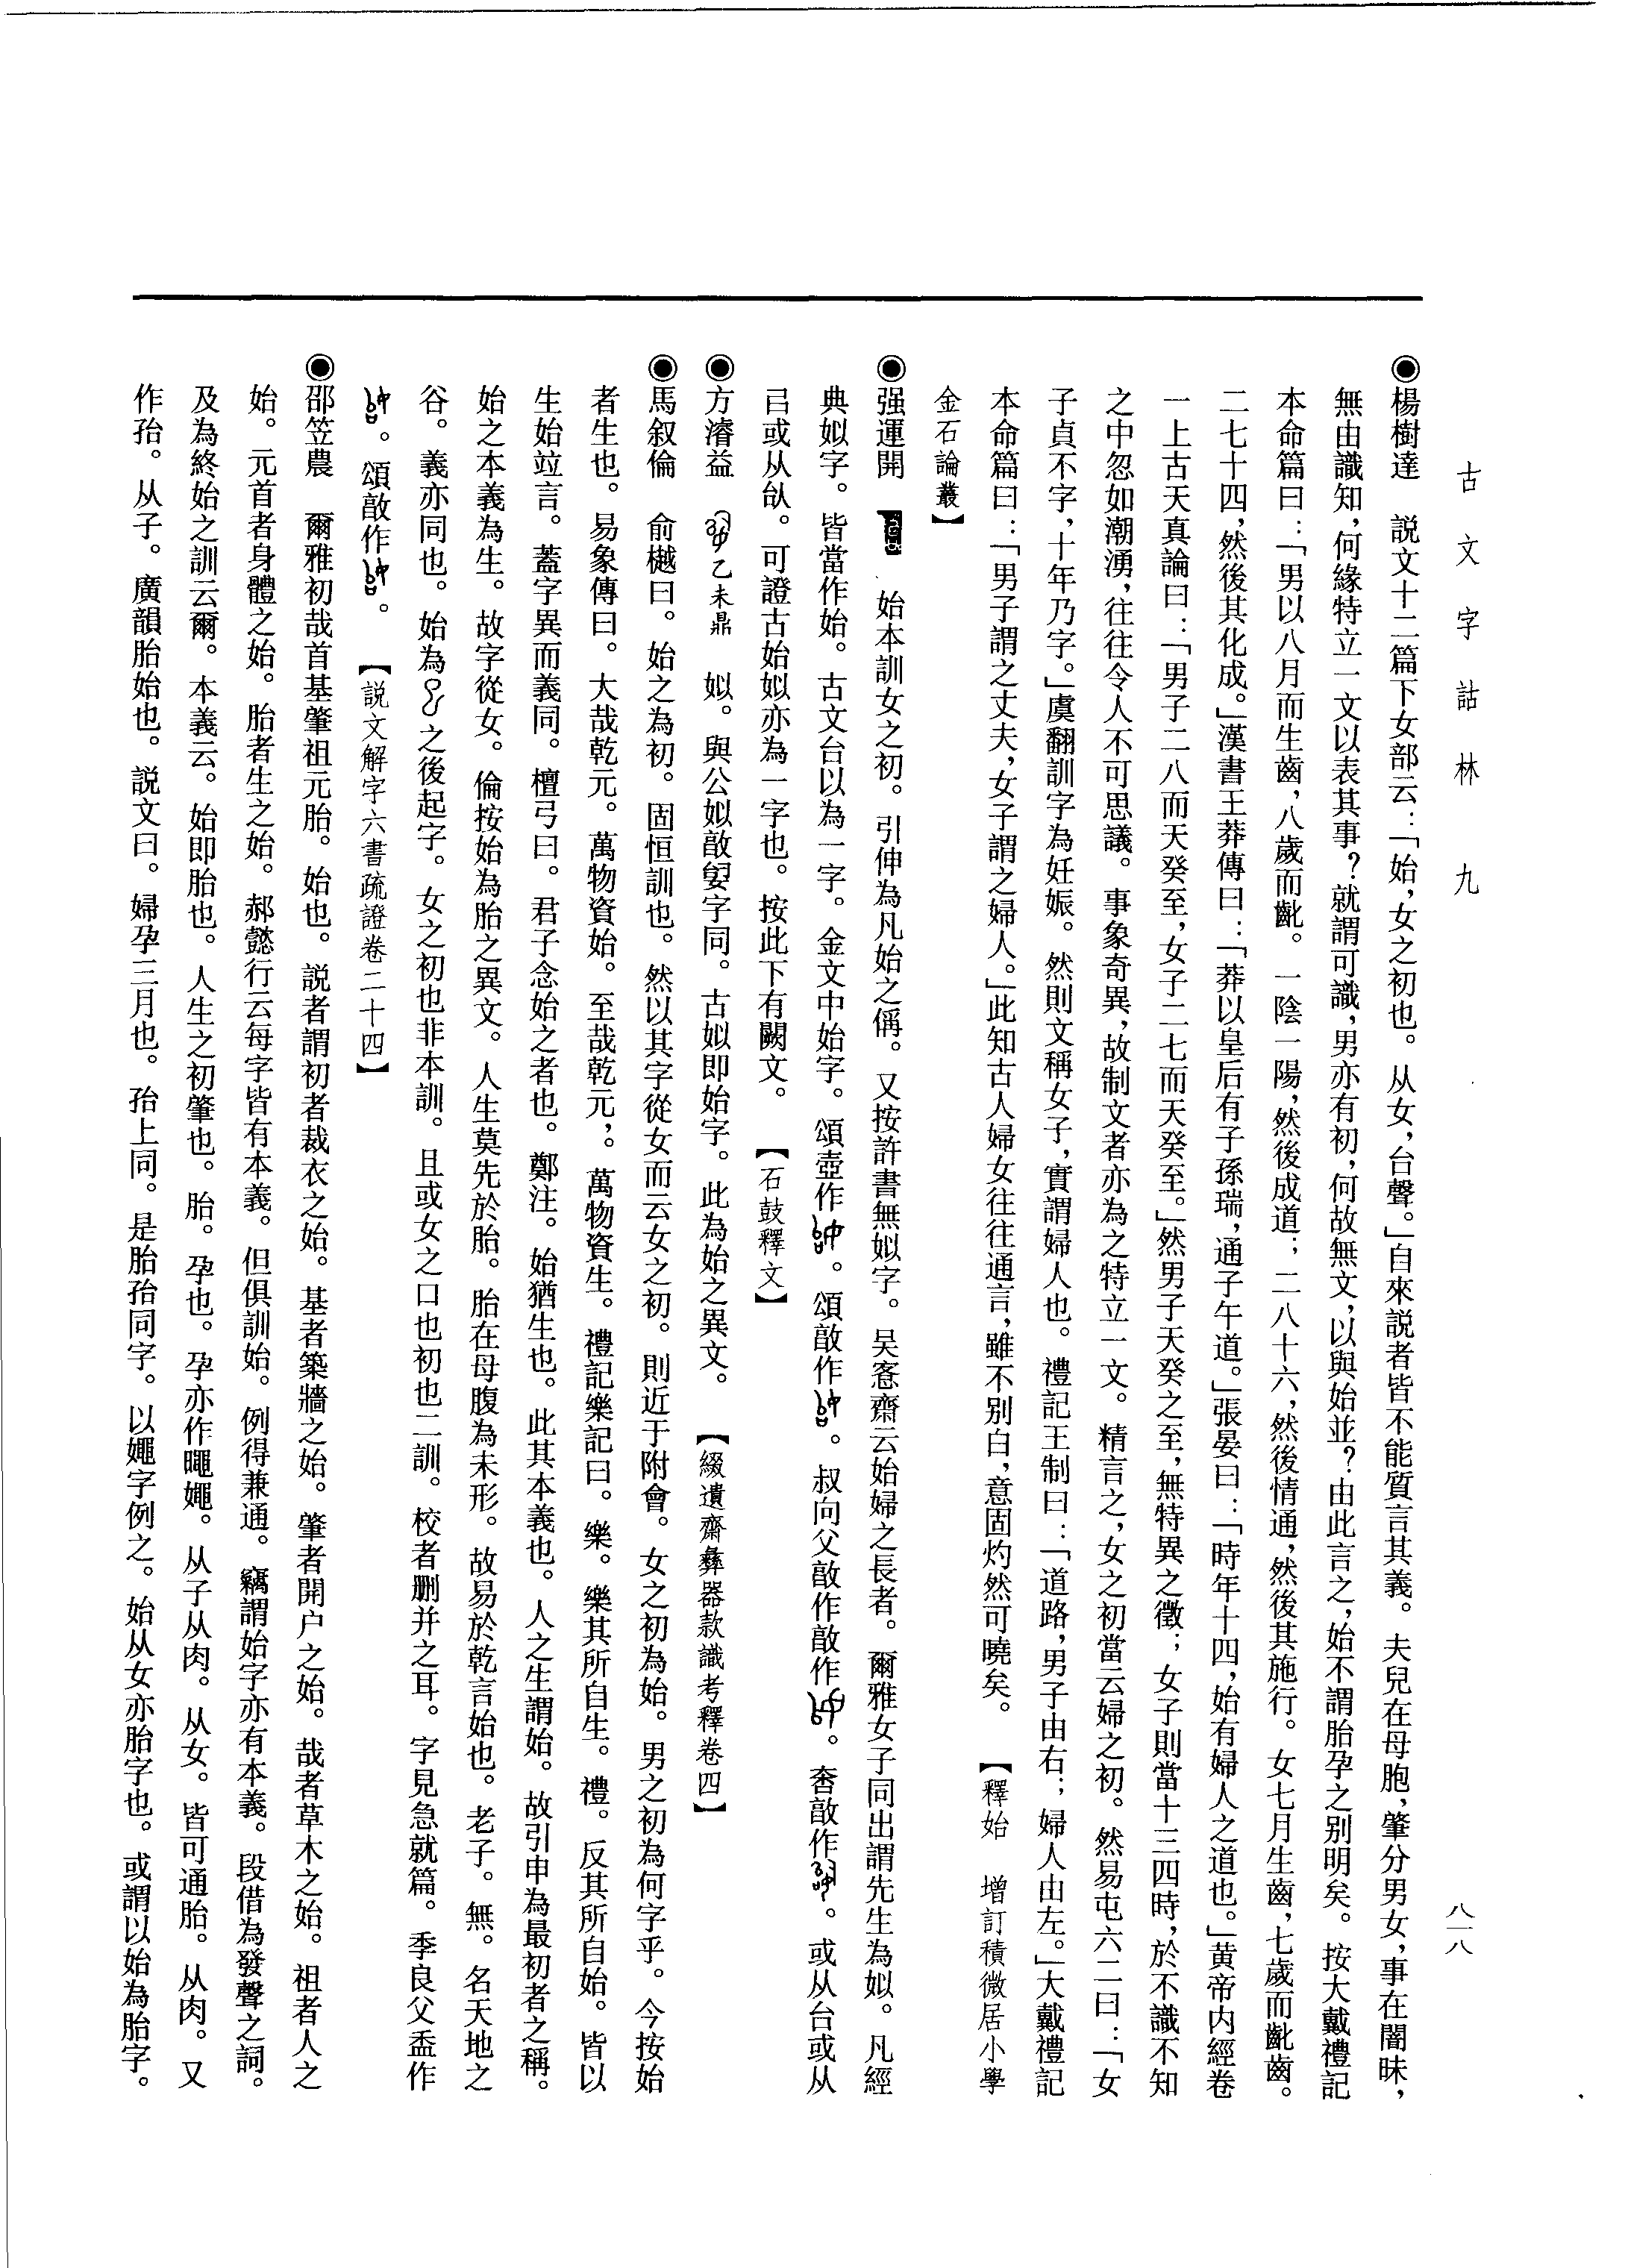 古文字詁林 九
八一八
◉楊樹達 説文十二篇下女部云：「始，女之初也。从女，台聲。」自來説者皆不能質言其義。夫兒在母胞，肇分男女，事在闇昧，
無由識知，何緣特立一文以表其事？就謂可識，男亦有初，何故無文，以與始並？由此言之，始不謂胎孕之别明矣。按大戴禮記
本命篇曰：「男以八月而生齒，八歲而齔。一陰一陽，然後成道；二八十六，然後情通，然後其施行。女七月生齒，七歲而齔齒。
二七十四，然後其化成。」漢書王莽傳曰：「莽以皇后有子孫瑞，通子午道。」張晏曰：「時年十四，始有婦人之道也。」黄帝内經卷
一上古天真論曰：「男子二八而天癸至，女子二七而天癸至。」然男子天癸之至，無特異之徵；女子則當十三四時，於不識不知
之中忽如潮湧，往往令人不可思議。事象奇異，故制文者亦為之特立一文。精言之，女之初當云婦之初。然易屯六二曰：「女
子貞不字，十年乃字。」虞翻訓字為妊娠。然則文稱女子，實謂婦人也。禮記王制曰：「道路，男子由右；婦人由左。」大戴禮記
本命篇曰：「男子謂之丈夫，女子謂之婦人。」此知古人婦女往往通言，雖不别白，意固灼然可曉矣。 【釋始 增訂積微居小學
金石論叢】
◉强運開 始本訓女之初。引伸為凡始之偁。又按許書無姒字。吴愙齋云始婦之長者。爾雅女子同出謂先生為姒。凡經
典姒字。皆當作始。古文台以為一字。金文中始字。頌壺作。頌敨作。叔向父敨作敨作。㚉敨作。或从台或从
㠯或从㕕。可證古始姒亦為一字也。按此下有闕文。 【石鼓釋文】
◉方濬益 乙未鼎 姒。與公姒敨字同。古姒即始字。此為始之異文。 【綴遺齋彝器款識考釋卷四】
◉馬叙倫 俞樾曰。始之為初。固恒訓也。然以其字從女而云女之初。則近于附會。女之初為始。男之初為何字乎。今按始
者生也。易象傳曰。大哉乾元。萬物資始。至哉乾元，。萬物資生。禮記樂記曰。樂。樂其所自生。禮。反其所自始。皆以
生始竝言。蓋字異而義同。檀弓曰。君子念始之者也。鄭注。始猶生也。此其本義也。人之生謂始。故引申為最初者之稱。
始之本義為生。故字從女。倫按始為胎之異文。人生莫先於胎。胎在母腹為未形。故易於乾言始也。老子。無。名天地之
谷。義亦同也。始為之後起字。女之初也非本訓。且或女之口也初也二訓。校者删并之耳。字見急就篇。季良父盉作
。頌敨作。 【説文解字六書疏證卷二十四】
◉邵笠農 爾雅初哉首基肇祖元胎。始也。説者謂初者裁衣之始。基者築牆之始。肇者開户之始。哉者草木之始。祖者人之
始。元首者身體之始。胎者生之始。郝懿行云每字皆有本義。但俱訓始。例得兼通。竊謂始字亦有本義。段借為發聲之詞。
及為終始之訓云爾。本義云。始即胎也。人生之初肇也。胎。孕也。孕亦作䵴嬎。从子从肉。从女。皆可通胎。从肉。又
作孡。从子。廣韻胎始也。説文曰。婦孕三月也。孡上同。是胎孡同字。以嬎字例之。始从女亦胎字也。或謂以始為胎字。